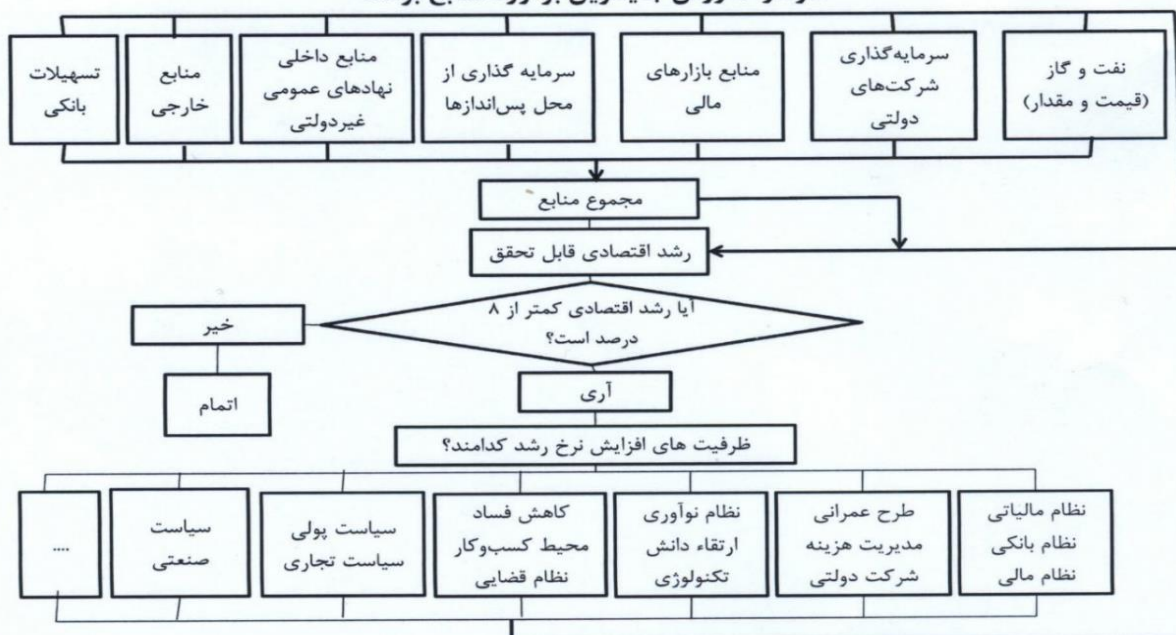 نفت و گاز
(قیمت و مقدار)
سرمایه‌گذاری
شرکت‌های
دولتی
منابع بازارهای
مالی
سرمایه گذاری از
محل پس‌اندازها
منابع داخلی
نهادهای عمومی
غیردولتی
منابع
خارجی
تسهیلات
بانکی
مجموع منابع
رشد اقتصادی قابل تحقق
آیا رشد اقتصادی کمتر از ۸
درصد است؟
خیر
اتمام
آری
ظرفیت های افزایش نرخ رشد کدامند؟
نظام مالیاتی
نظام بانکی
نظام مالی
طرح عمرانی
مدیریت هزینه
شرکت دولتی
نظام نوآوری
ارتقاء دانش
تکنولوژی
کاهش فساد
محیط کسب‌وکار
نظام قضایی
سیاست پولی
سیاست تجاری
سیاست
صنعتی
....